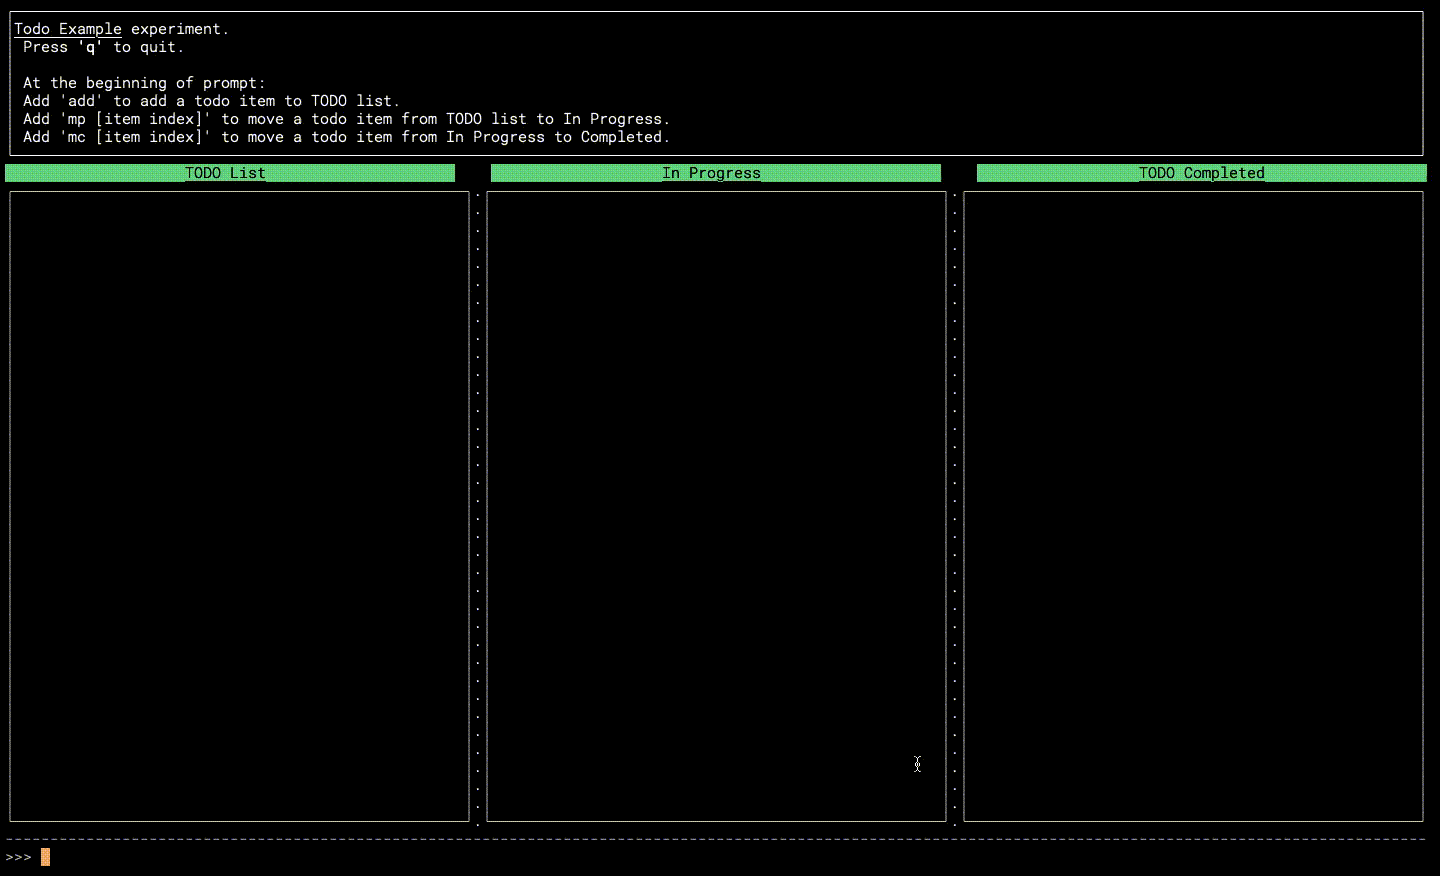 Todo Example experiment.
Press 'q' to quit.
At the beginning of prompt:
Add 'add' to add a todo item to TODO list.
Add 'mp [item index]' to move a todo item from TODO list to In Progress.
Add 'mc [item index]' to move a todo item from In Progress to Completed.
TODO List
In Progress
TODO Completed
>>>